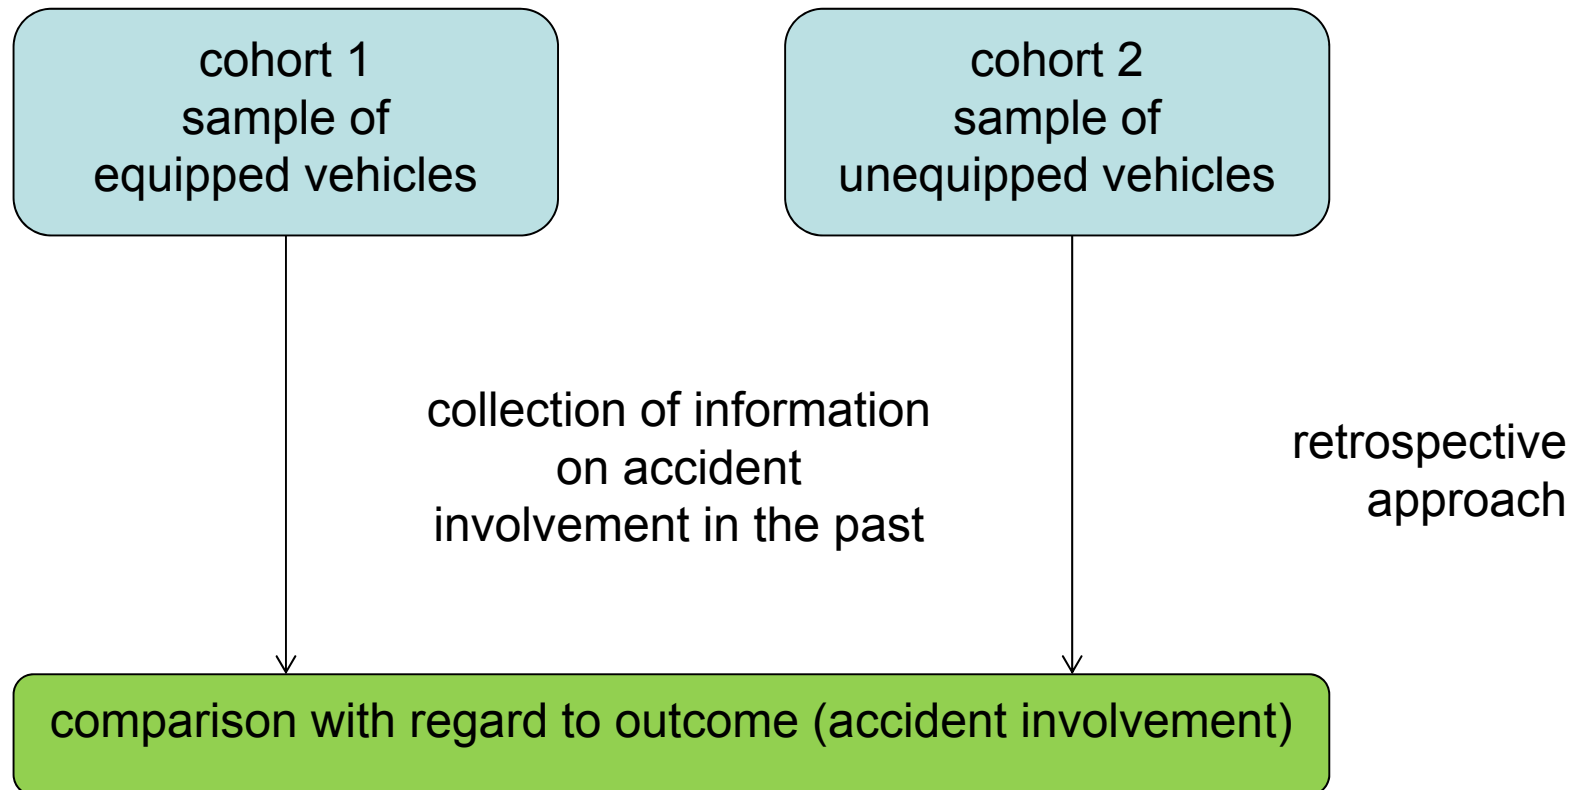 cohort 1
sample of
equipped vehicles
cohort 2
sample of
unequipped vehicles
collection of information
on accident
involvement in the past
retrospective
approach
comparison with regard to outcome (accident involvement)